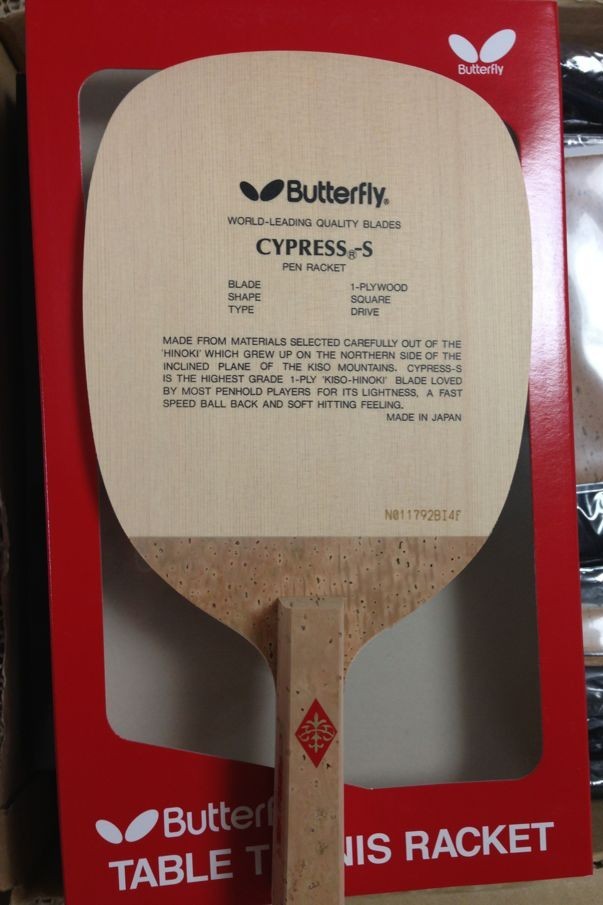 Butterfly
Butterfly®
WORLD-LEADING QUALITY BLADES
CYPRESS®-S
PEN RACKET
BLADE 1-PLYWOOD
SHAPE SQUARE
TYPE DRIVE
MADE FROM MATERIALS SELECTED CAREFULLY OUT OF THE
'HINOKI' WHICH GREW UP ON THE NORTHERN SIDE OF THE
INCLINED PLANE OF THE KISO MOUNTAINS. CYPRESS-S
IS THE HIGHEST GRADE 1-PLY 'KISO-HINOKI' BLADE LOVED
BY MOST PENHOLD PLAYERS FOR ITS LIGHTNESS, A FAST
SPEED BALL BACK AND SOFT HITTING FEELING.
MADE IN JAPAN
N011792BI4F
Butterf
TABLE T NIS RACKET